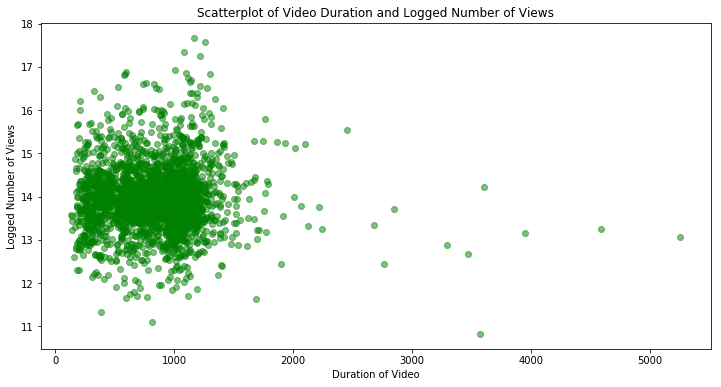 Scatterplot of Video Duration and Logged Number of Views
18
17
16
15
14
13
12
11
Logged Number of Views
0 1000 2000 3000 4000 5000
Duration of Video